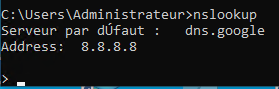 C:\Users\Administrateur>nslookup
Serveur par dÚfaut :   dns.google
Address:  8.8.8.8
>